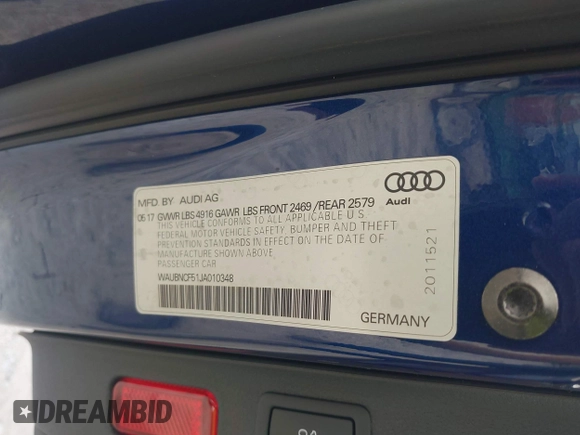 MFD. BY AUDI AG
05 17 GVWR LBS 4916 GAWR LBS FRONT 2469 /REAR 2579
THIS VEHICLE CONFORMS TO ALL APPLICABLE U.S.
FEDERAL MOTOR VEHICLE SAFETY, BUMPER AND THEFT
PREVENTION STANDARDS IN EFFECT ON THE DATE OF
MANUFACTURE SHOWN ABOVE.
PASSENGER CAR
WAUBNCF51JA010348
Audi
2011521
GERMANY
DREAMBID